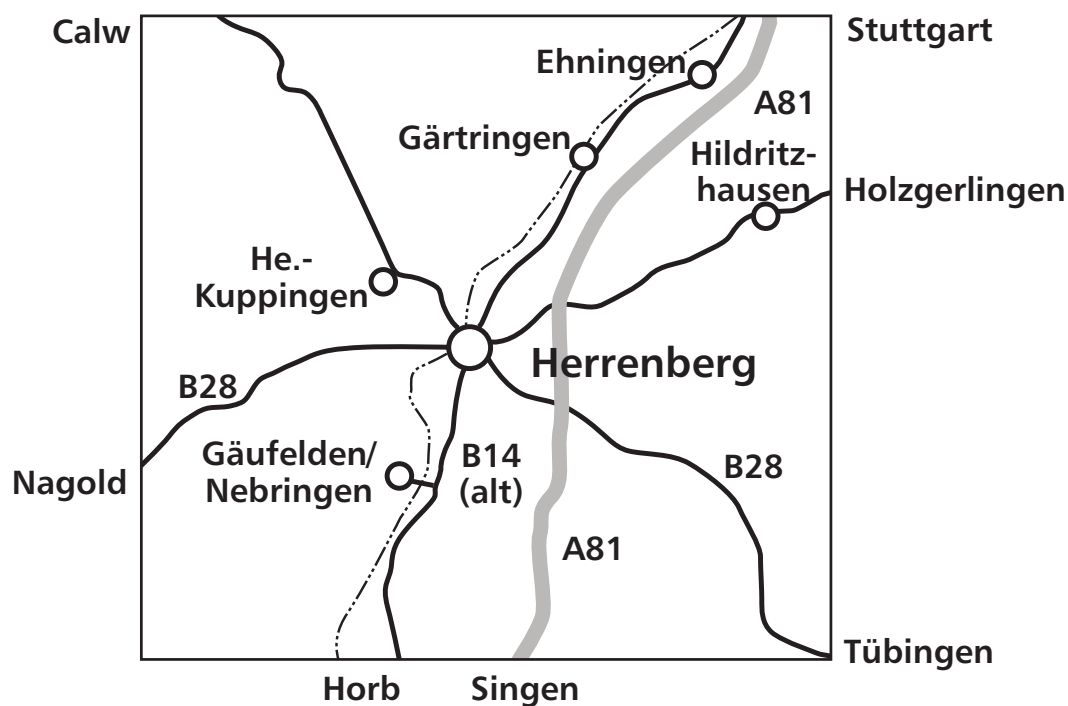 Calw
Stuttgart
Ehningen
A81
Gärtringen
Hildritz-
hausen
Holzgerlingen
He.-
Kuppingen
Herrenberg
B28
Gäufelden/
Nebringen
B14
(alt)
B28
Nagold
A81
Tübingen
Horb
Singen